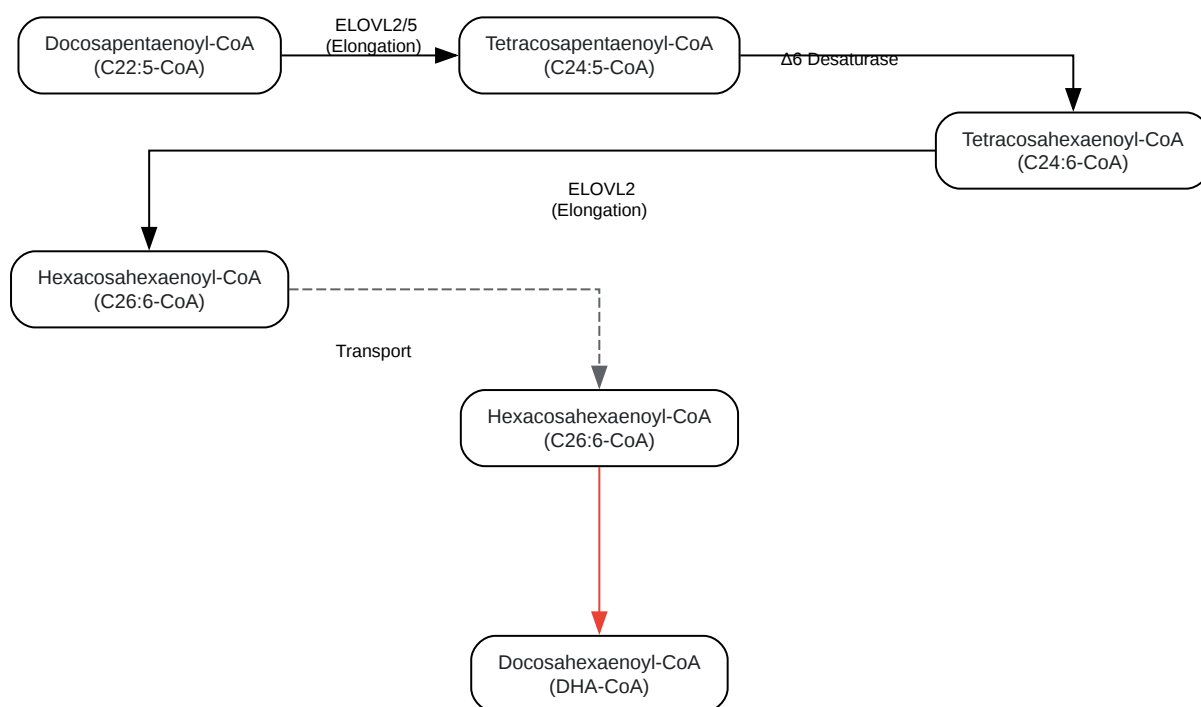 Docosapentaenoyl-CoA
(C22:5-CoA)
ELOVL2/5
(Elongation)
Tetracosapentaenoyl-CoA
(C24:5-CoA)
Δ6 Desaturase
Tetracosahexaenoyl-CoA
(C24:6-CoA)
ELOVL2
(Elongation)
Hexacosahexaenoyl-CoA
(C26:6-CoA)
Transport
Hexacosahexaenoyl-CoA
(C26:6-CoA)
Docosahexaenoyl-CoA
(DHA-CoA)